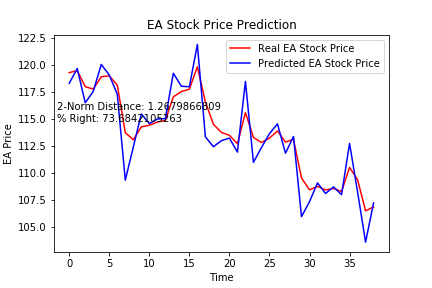 EA Stock Price Prediction
122.5
120.0
117.5
115.0
112.5
110.0
107.5
105.0
EA Price
Real EA Stock Price
Predicted EA Stock Price
2-Norm Distance: 1.2679866809
% Right: 73.6842105263
0 5 10 15 20 25 30 35
Time